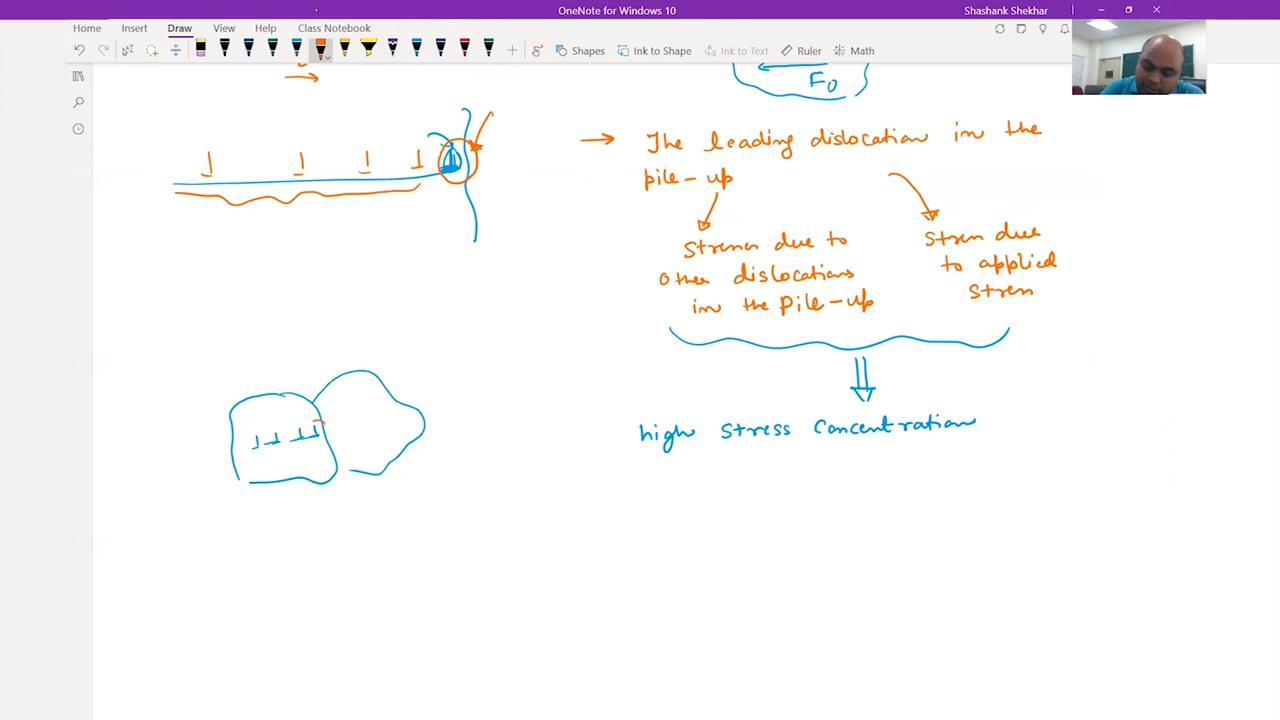 OneNote for Windows 10
Shashank Shekhar
Home Insert Draw View Help Class Notebook
Shapes Ink to Shape Ink to Text Ruler Math
F0
→ The leading dislocation in the
pile-up
Stresses due to
other dislocations
in the pile-up
Stress due
to applied
stress
high stress concentration